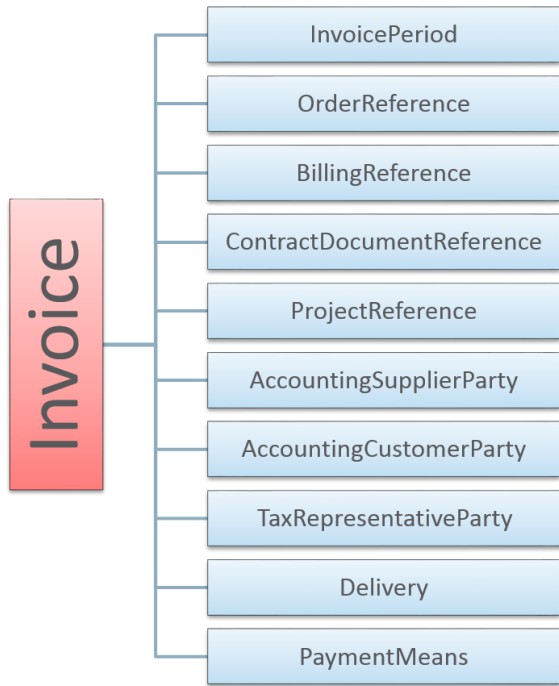 Invoice
InvoicePeriod
OrderReference
BillingReference
ContractDocumentReference
ProjectReference
AccountingSupplierParty
AccountingCustomerParty
TaxRepresentativeParty
Delivery
PaymentMeans